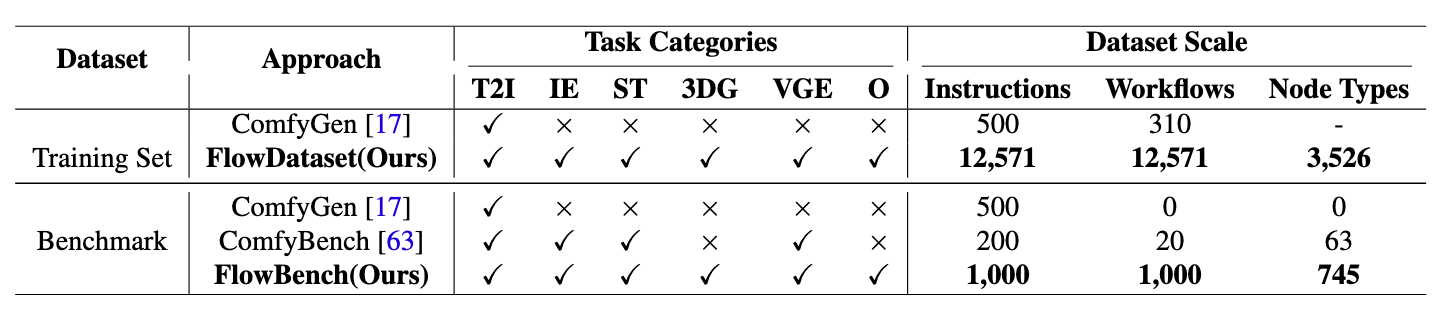 Dataset Approach Task Categories Dataset Scale
T2I IE ST 3DG VGE O Instructions Workflows Node Types
ComfyGen [17] ✓ × × × × × 500 310 -
Training Set FlowDataset(Ours) ✓ ✓ ✓ ✓ ✓ ✓ 12,571 12,571 3,526
ComfyGen [17] ✓ × × × × × 500 0 0
Benchmark ComfyBench [63] ✓ ✓ ✓ × ✓ × 200 20 63
FlowBench(Ours) ✓ ✓ ✓ ✓ ✓ ✓ 1,000 1,000 745